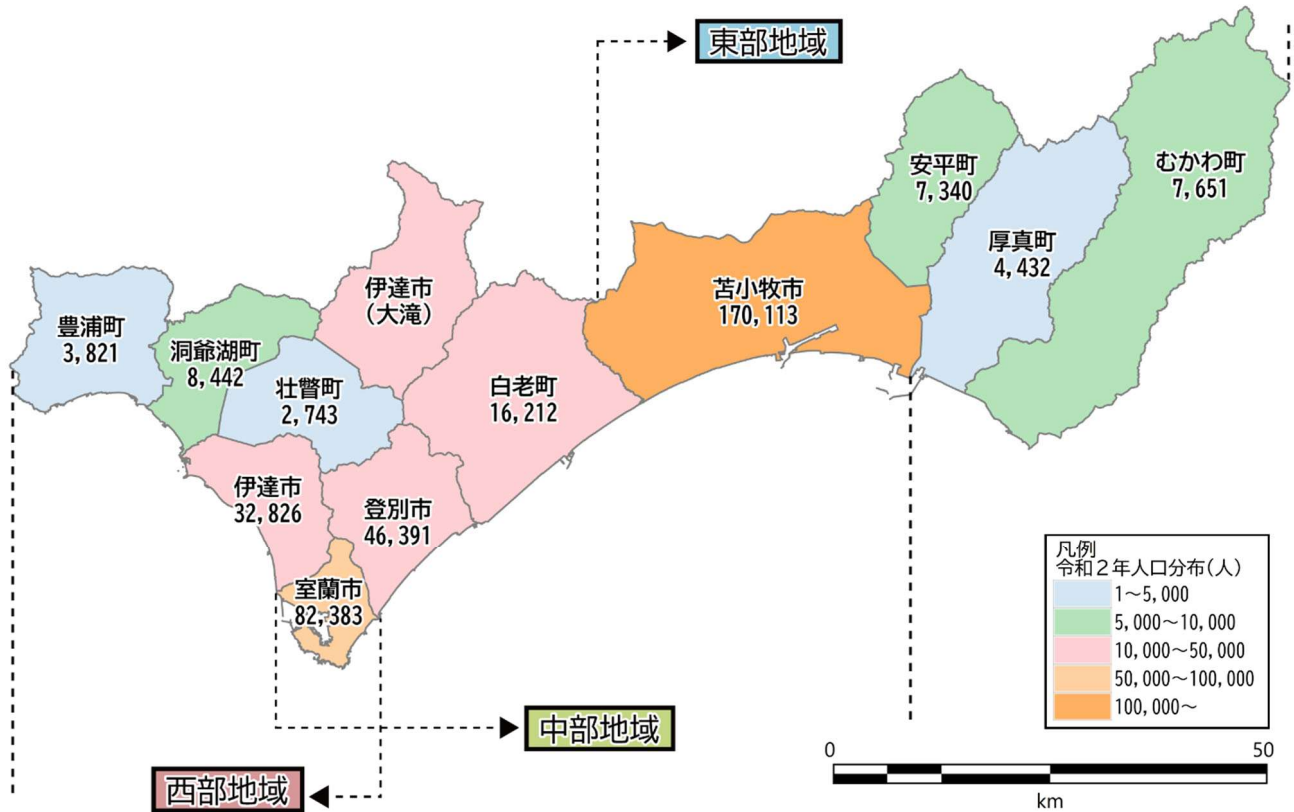 東部地域
安平町
7,340
むかわ町
7,651
厚真町
4,432
伊達市
(大滝)
苫小牧市
170,113
豊浦町
3,821
洞爺湖町
8,442
壮瞥町
2,743
白老町
16,212
伊達市
32,826
登別市
46,391
室蘭市
82,383
凡例
令和2年人口分布(人)
1～5,000
5,000～10,000
10,000～50,000
50,000～100,000
100,000～
中部地域
西部地域
0
50
km